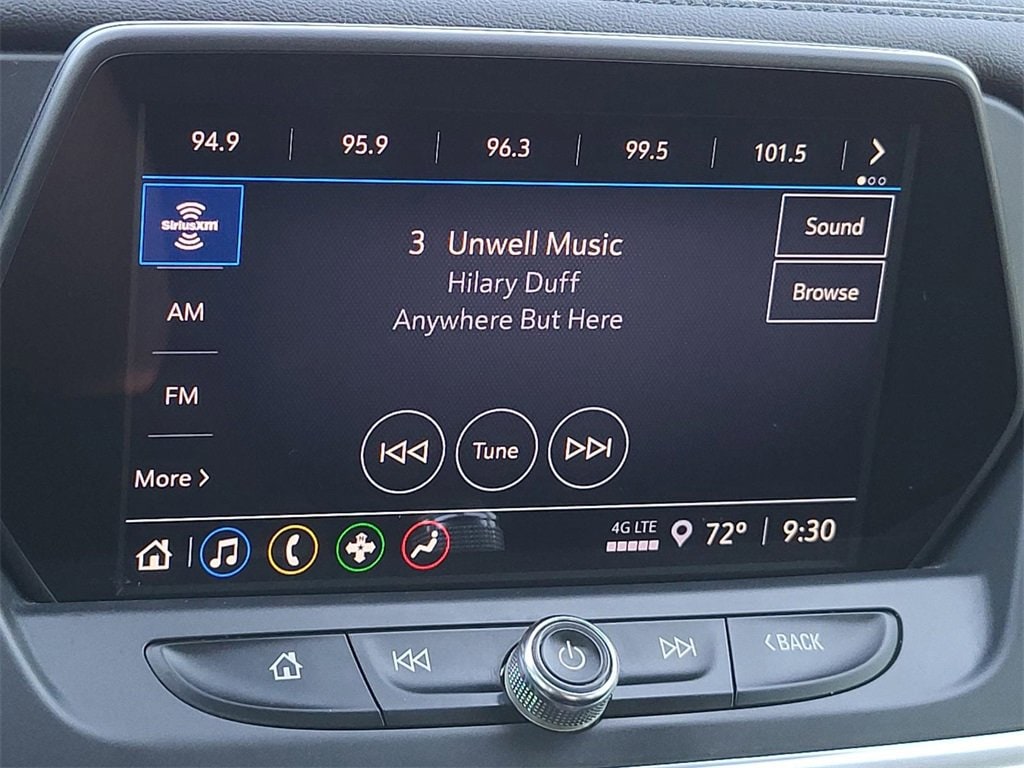 94.9 95.9 96.3 99.5 101.5
SiriusXM
Sound
3 Unwell Music
Hilary Duff
Browse
AM
Anywhere But Here
FM
Tune
More
4G LTE
72° 9:30
BACK